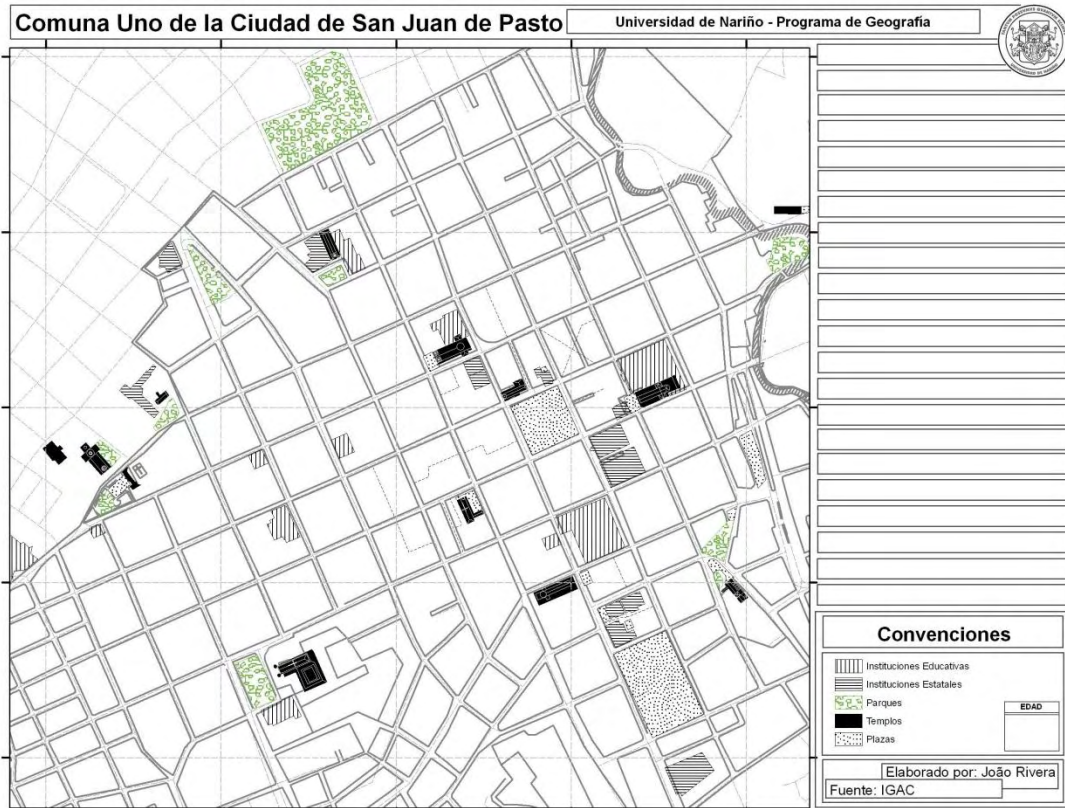 Comuna Uno de la Ciudad de San Juan de Pasto
Universidad de Nariño - Programa de Geografía
Convenciones
Instituciones Educativas
Instituciones Estatales
Parques
Templos
Plazas
EDAD
Elaborado por: João Rivera
Fuente: IGAC